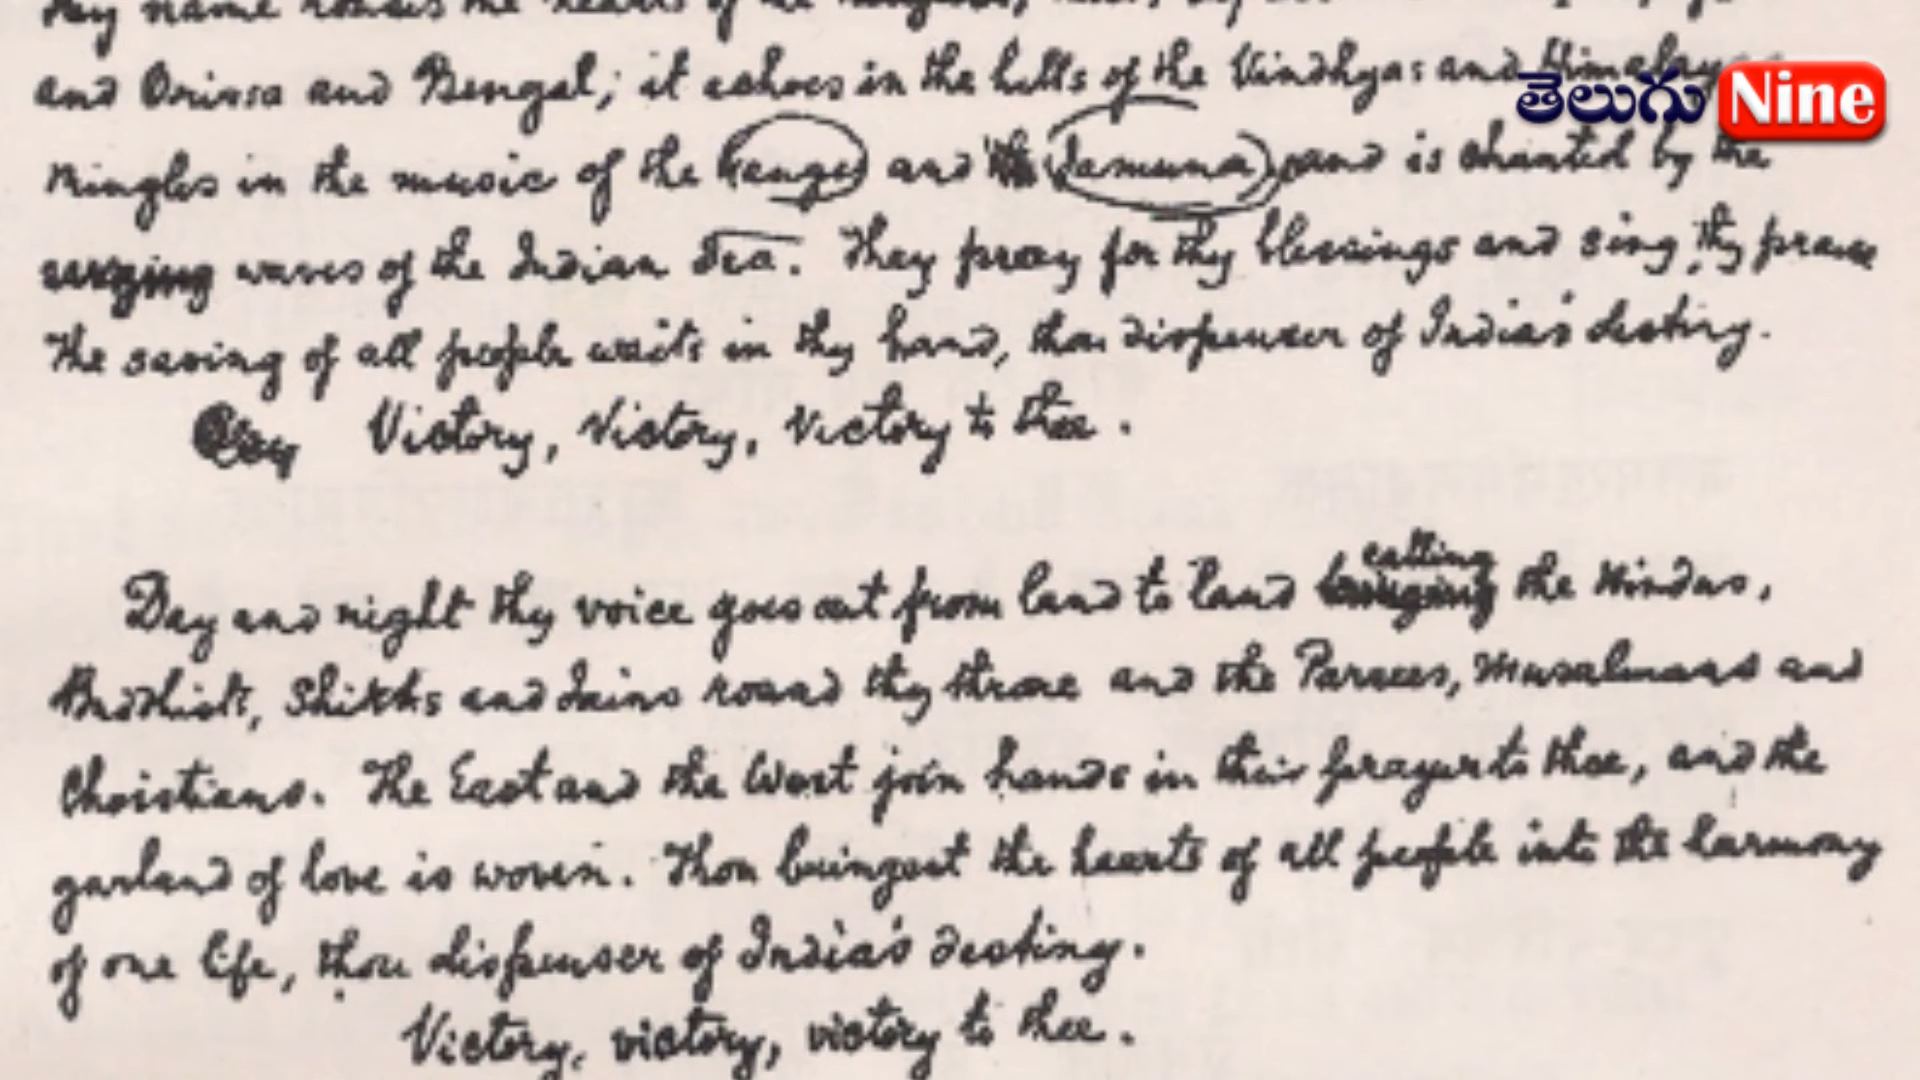 and Orissa and Bengal; it echoes in the hills of the Vindhyas and Himalayas
తెలుగు Nine
mingles in the music of the Ganges and Jamuna and is chanted by the
waves of the Indian Sea. They pray for thy blessings and sing thy praise
The saving of all people waits in thy hand, thou dispenser of India's destiny.
Victory, Victory, Victory to thee.
calling
Day and night thy voice goes out from land to land bringing the Hindus,
Buddhists, Shikhs and Jains round thy throne and the Parsees, Musalmans and
Christians. The East and the West join hands in their prayer to thee, and the
garland of love is woven. Thou bringest the hearts of all people into the harmony
of one life, thou dispenser of India's destiny.
Victory, victory, victory to thee.